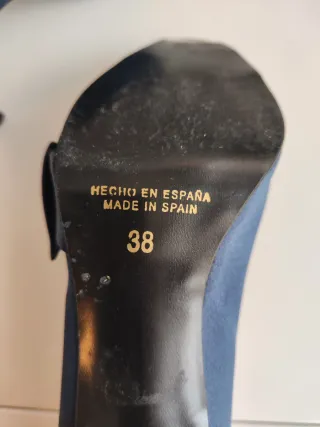 HECHO EN ESPAÑA
MADE IN SPAIN
38